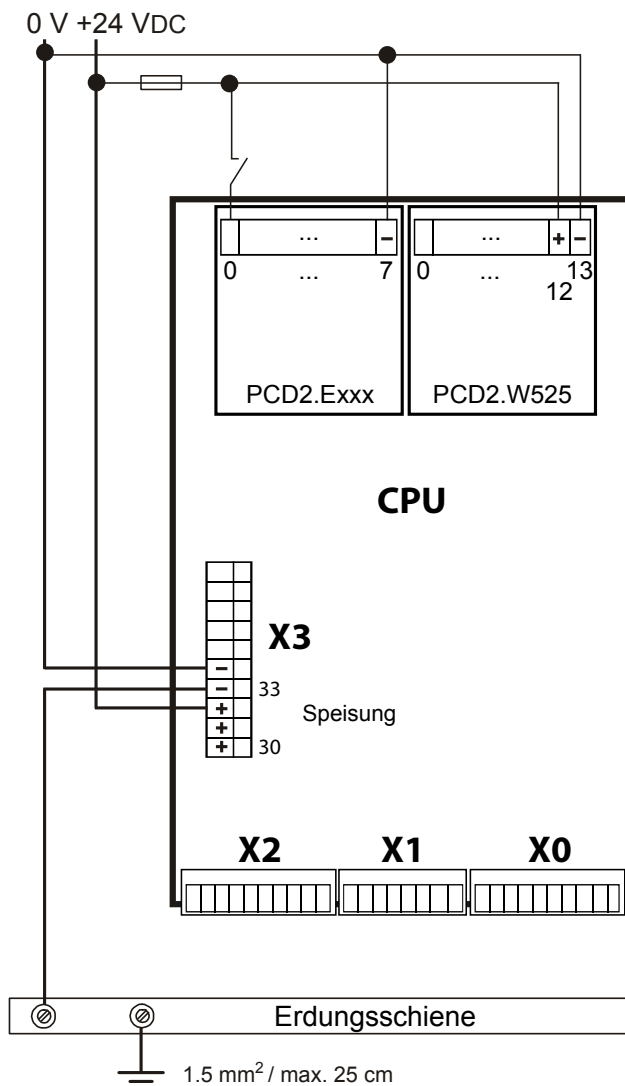 0 V +24 VDC
... − ... + −
0 ... 7 0 ... 13
12
PCD2.Exxx PCD2.W525
CPU
X3
−
− 33
+ Speisung
+
+ 30
X2 X1 X0
Erdungsschiene
1.5 mm² / max. 25 cm